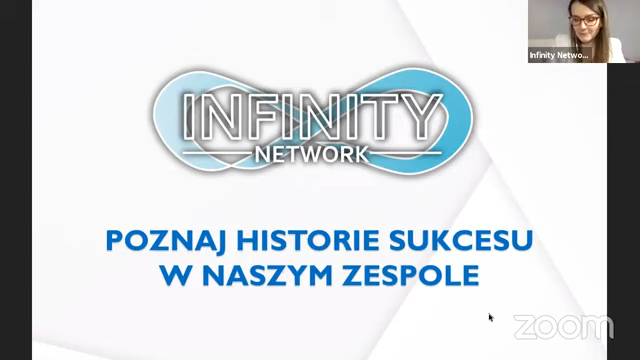 Infinity Netwo...
INFINITY
NETWORK
POZNAJ HISTORIE SUKCESU
W NASZYM ZESPOLE
zoom